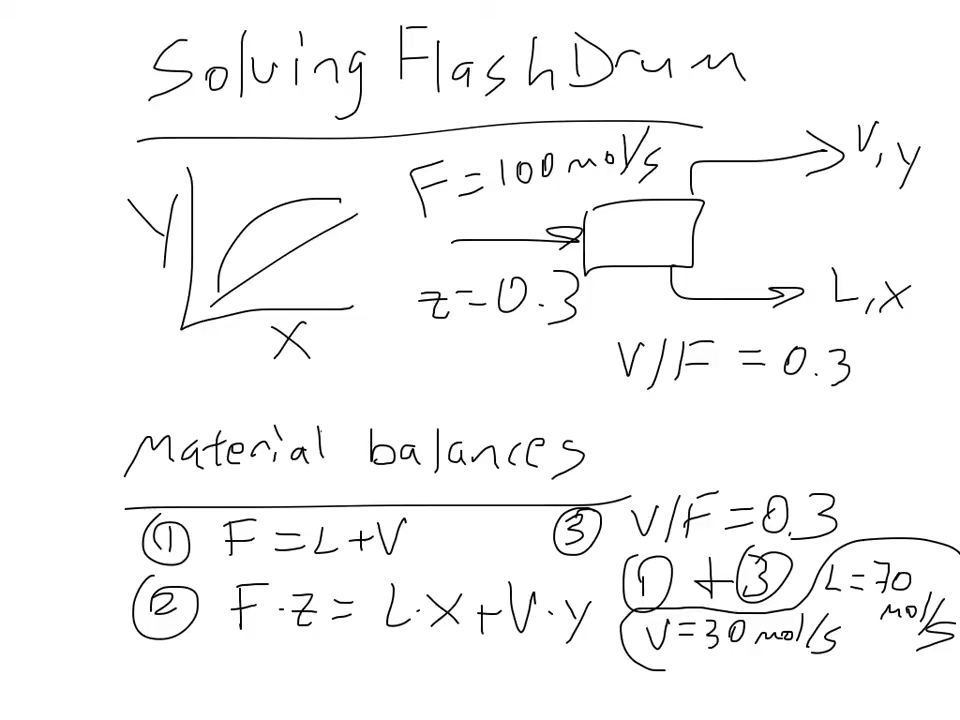 Solving Flash Drum
F = 100 mol/s
V, y
Y
z = 0.3
L, X
X
V/F = 0.3
Material balances
① F = L + V
③ V/F = 0.3
② F · z = L · X + V · y
① + ③
L = 70 mol/s
V = 30 mol/s